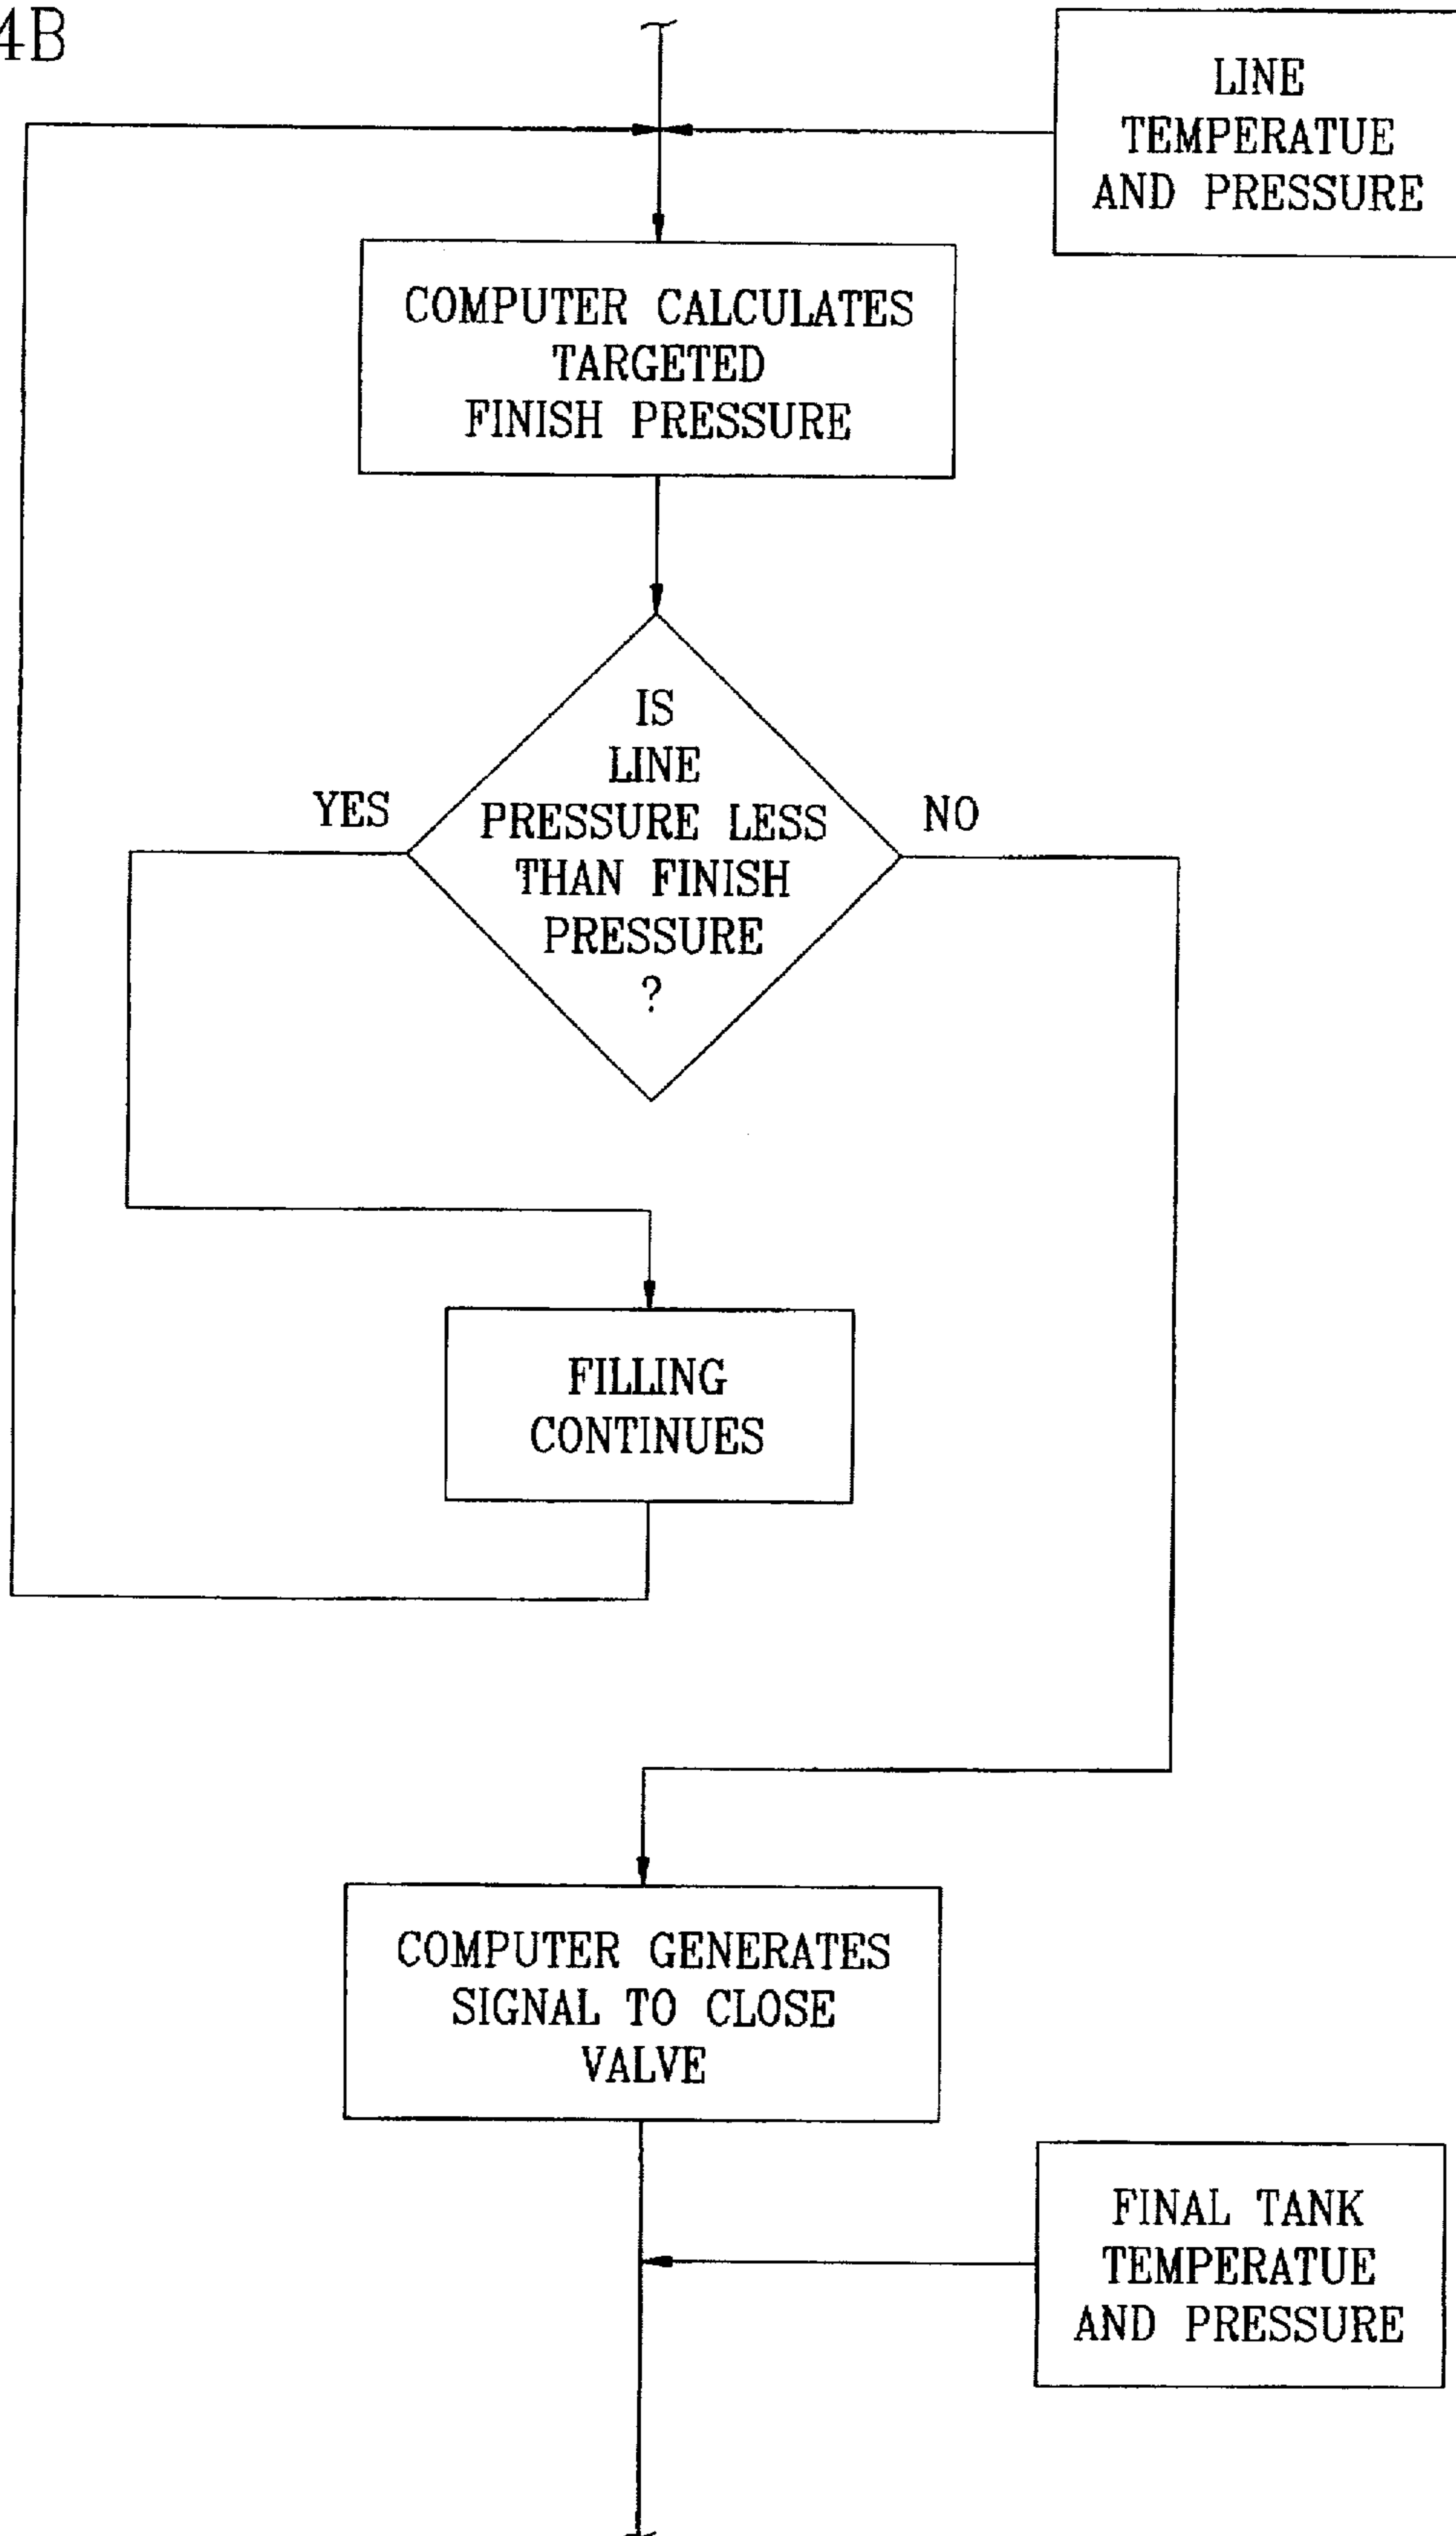 4B
LINE
TEMPERATUE
AND PRESSURE
COMPUTER CALCULATES
TARGETED
FINISH PRESSURE
IS
LINE
PRESSURE LESS
THAN FINISH
PRESSURE
?
YES
NO
FILLING
CONTINUES
COMPUTER GENERATES
SIGNAL TO CLOSE
VALVE
FINAL TANK
TEMPERATUE
AND PRESSURE